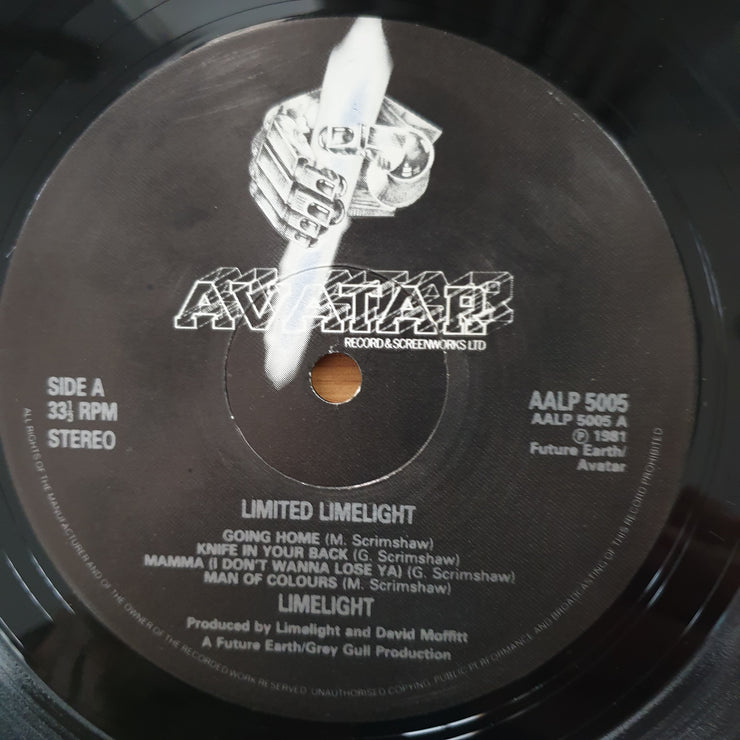 AVATAR
RECORD & SCREENWORKS LTD
SIDE A
33⅓ RPM
STEREO
AALP 5005
AALP 5005 A
Ⓟ 1981
Future Earth/
Avatar
LIMITED LIMELIGHT
GOING HOME (M. Scrimshaw)
KNIFE IN YOUR BACK (G. Scrimshaw)
MAMMA (I DON'T WANNA LOSE YA) (G. Scrimshaw)
MAN OF COLOURS (M. Scrimshaw)
LIMELIGHT
Produced by Limelight and David Moffitt
A Future Earth/Grey Gull Production
ALL RIGHTS OF THE MANUFACTURER AND OF THE OWNER OF THE RECORDED WORK RESERVED. UNAUTHORISED COPYING, PUBLIC PERFORMANCE AND BROADCASTING OF THIS RECORD PROHIBITED